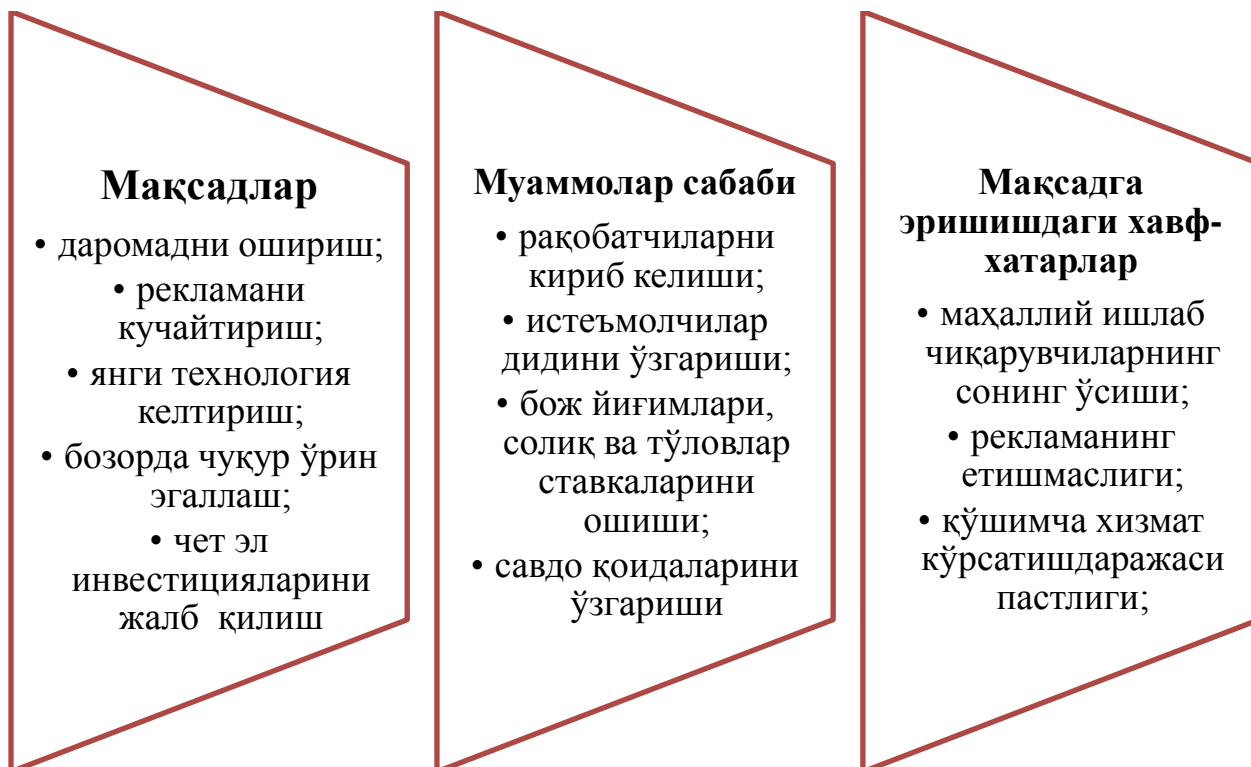 Мақсадлар
• даромадни ошириш;
• рекламани
кучайтириш;
• янги технология
келтириш;
• бозорда чуқур ўрин
эгаллаш;
• чет эл
инвестицияларини
жалб қилиш
Муаммолар сабаби
• рақобатчиларни
кириб келиши;
• истеъмолчилар
дидини ўзгариши;
• бож йиғимлари,
солиқ ва тўловлар
ставкаларини
ошиши;
• савдо қоидаларини
ўзгариши
Мақсадга
эришишдаги хавф-
хатарлар
• маҳаллий ишлаб
чиқарувчиларнинг
сонинг ўсиши;
• рекламанинг
етишмаслиги;
• қўшимча хизмат
кўрсатишдаражаси
пастлиги;